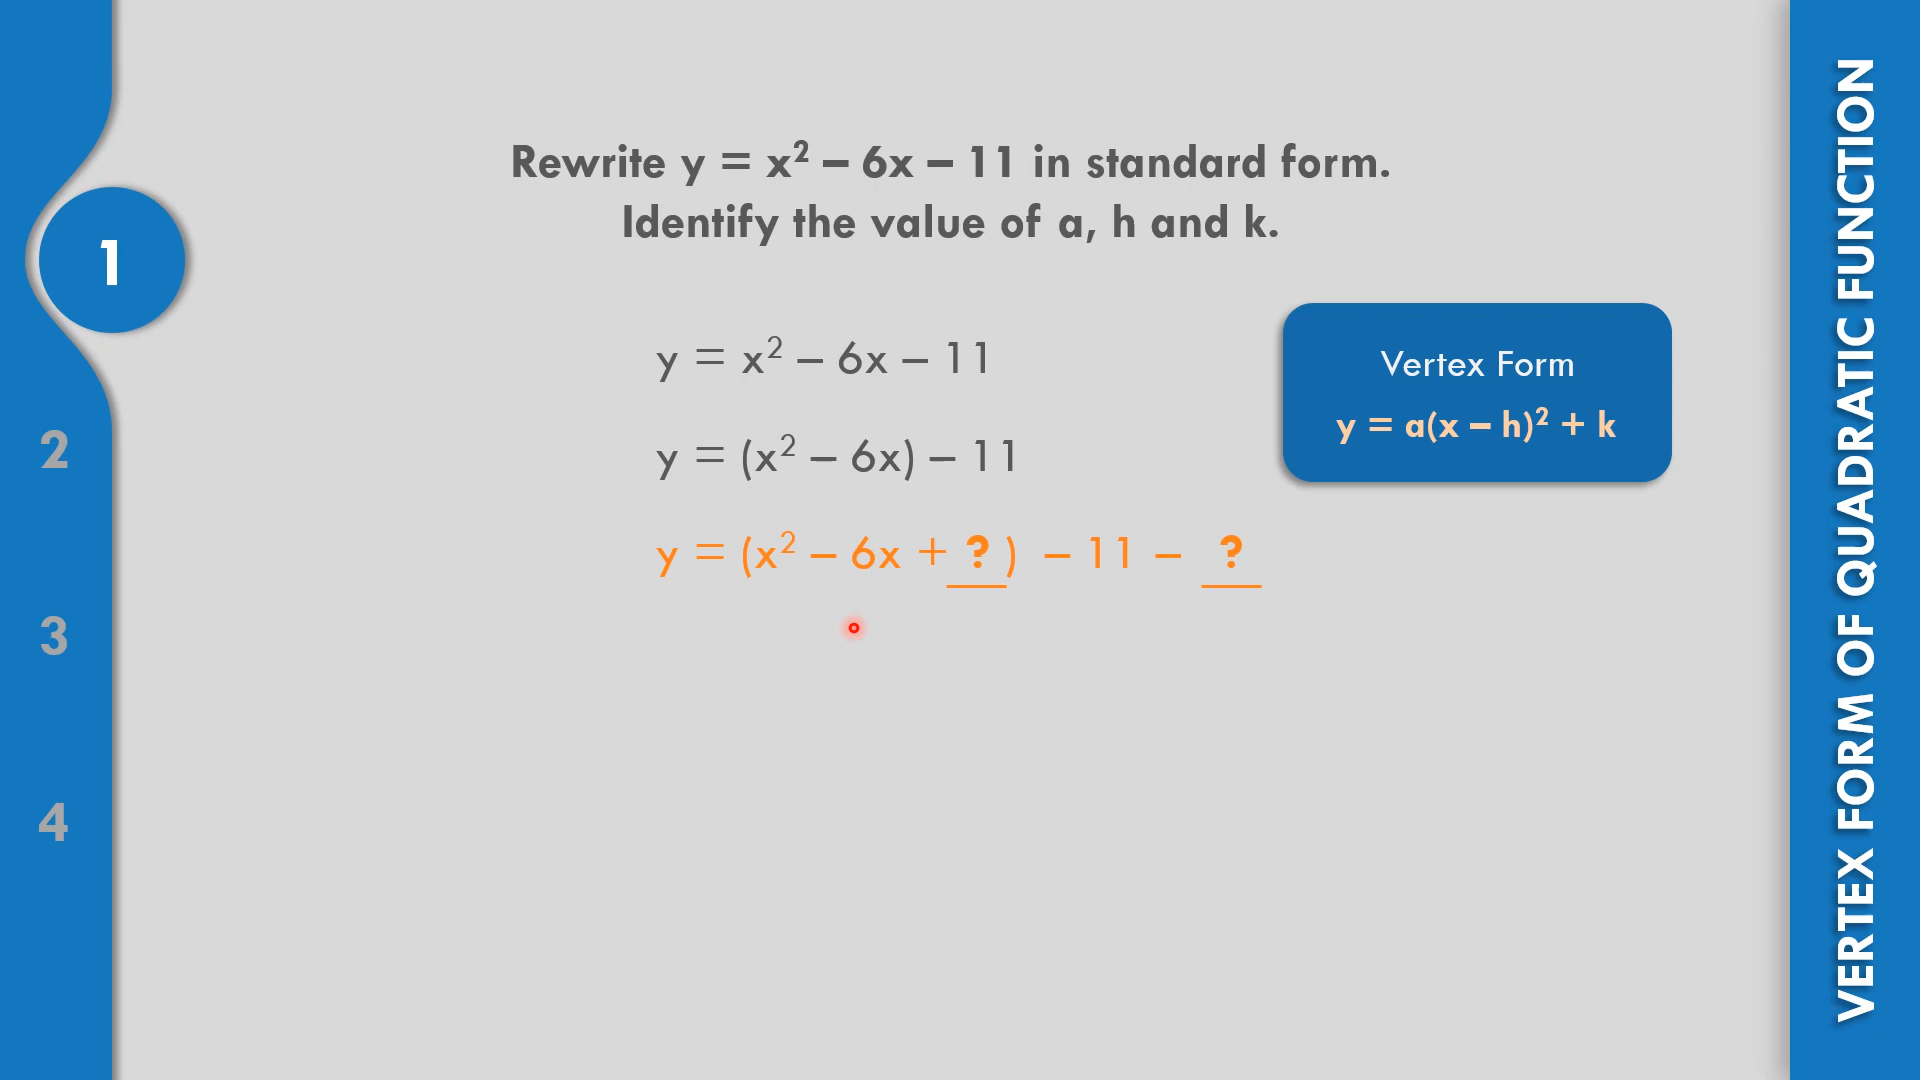 Rewrite y = x² – 6x – 11 in standard form.
Identify the value of a, h and k.
1
2
3
4
y = x² – 6x – 11
y = (x² – 6x) – 11
y = (x² – 6x + ? ) – 11 – ?
Vertex Form
y = a(x – h)² + k
VERTEX FORM OF QUADRATIC FUNCTION